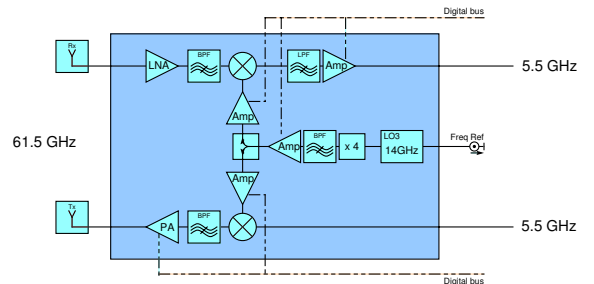 Digital bus
Rx
LNA
BPF
LPF
Amp
5.5 GHz
Amp
61.5 GHz
Amp
BPF
x 4
LO3
14GHz
Freq Ref
Amp
Tx
PA
BPF
5.5 GHz
Digital bus